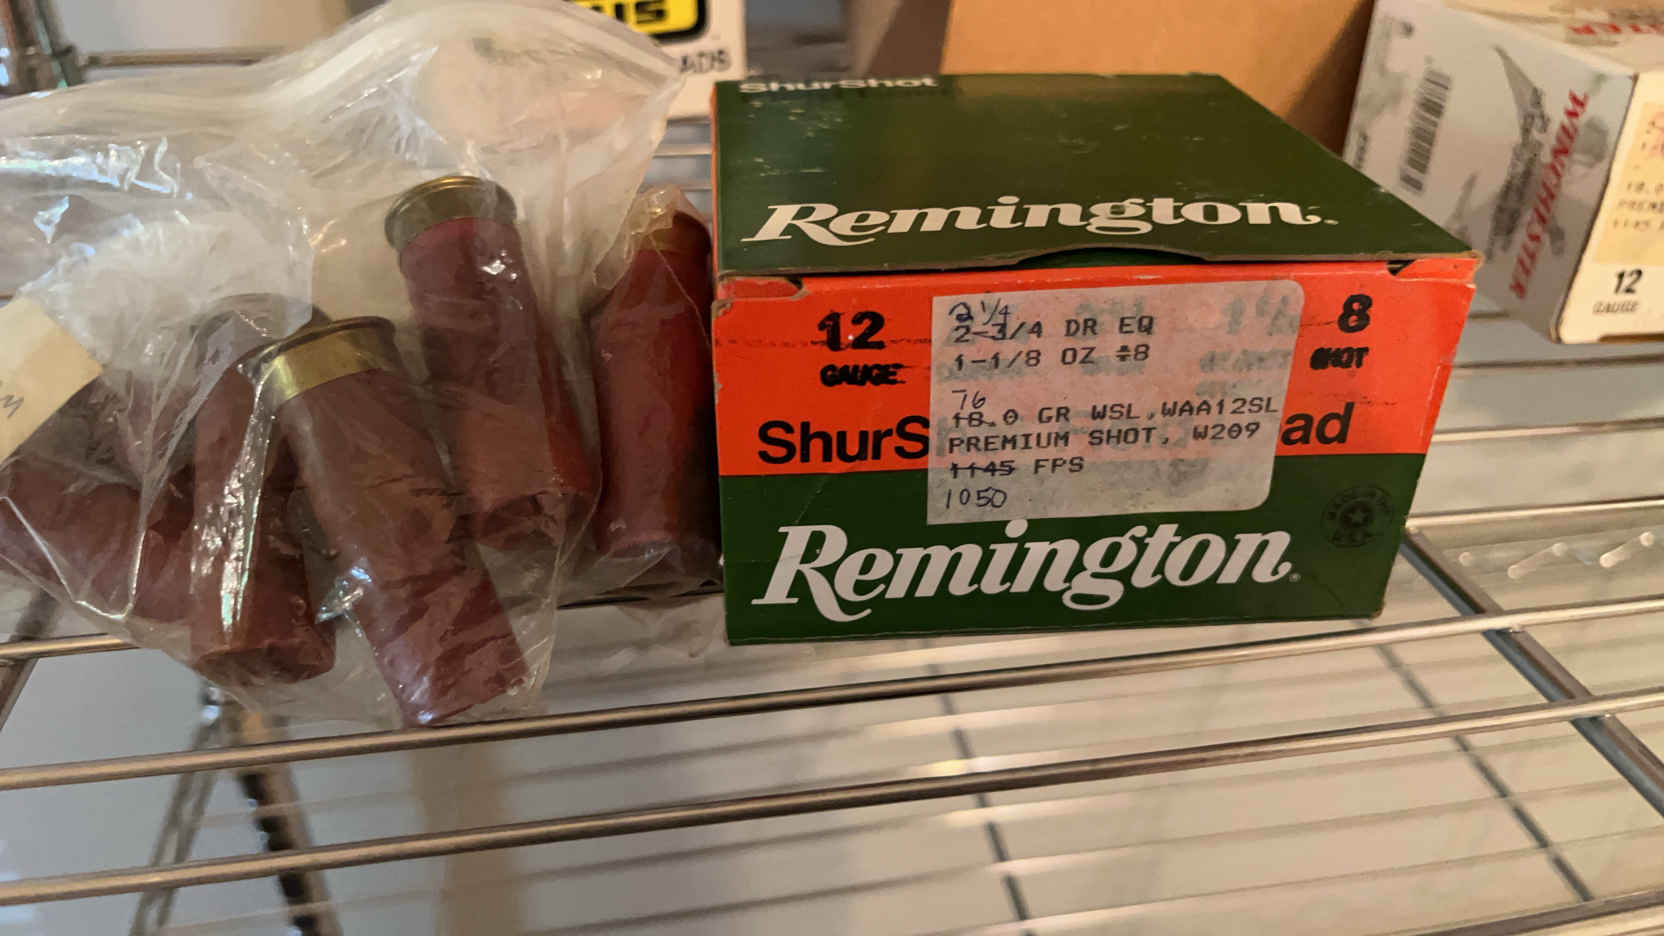 ShurShot
Remington.
12
GAUGE
8
SHOT
2 1/4
2-3/4 DR EQ
1-1/8 OZ #8
76
18.0 GR WSL, WAA12SL
PREMIUM SHOT, W209
1145 FPS
1050
ShurS
ad
Remington.
WINCHESTER
12
GAUGE